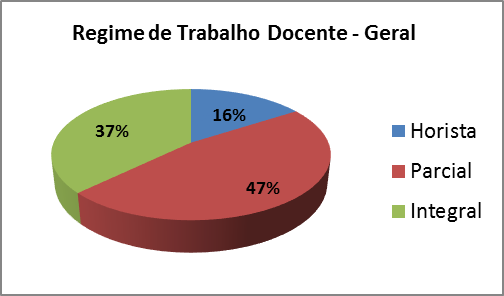 Regime de Trabalho Docente - Geral
16%
37%
47%
Horista
Parcial
Integral